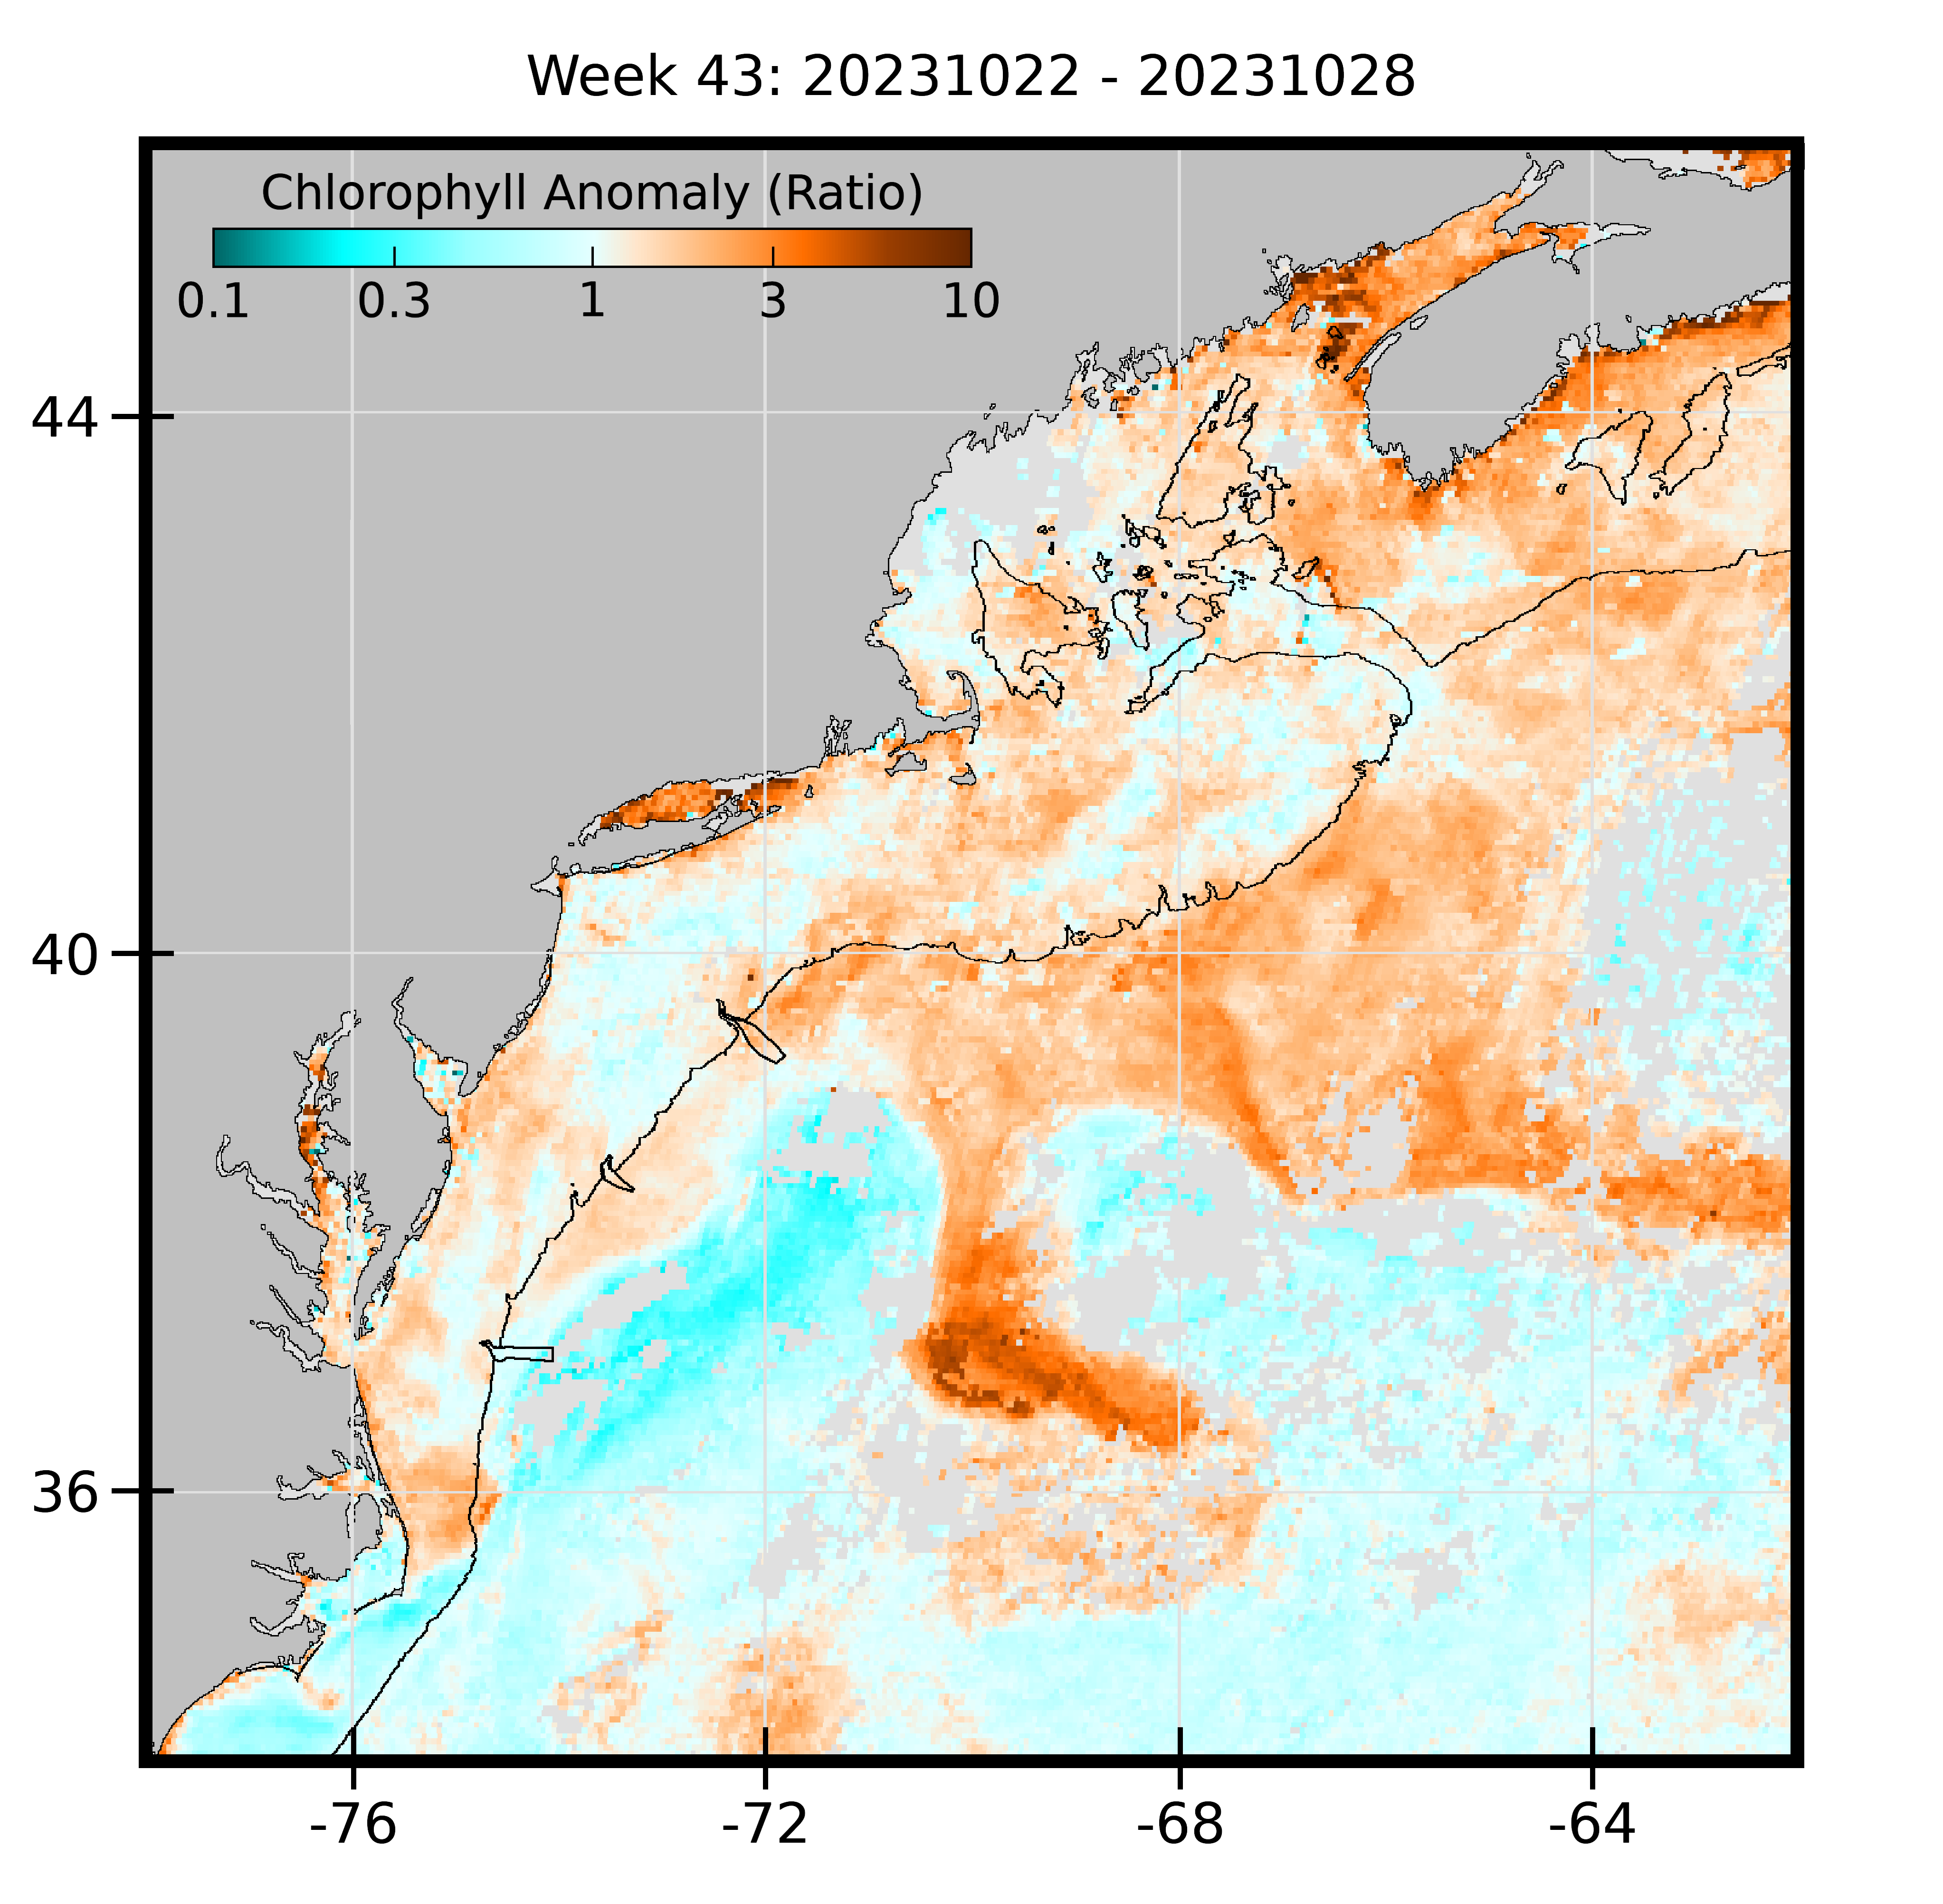 Week 43: 20231022 - 20231028
Chlorophyll Anomaly (Ratio)
0.1 0.3 1 3 10
44
40
36
-76 -72 -68 -64